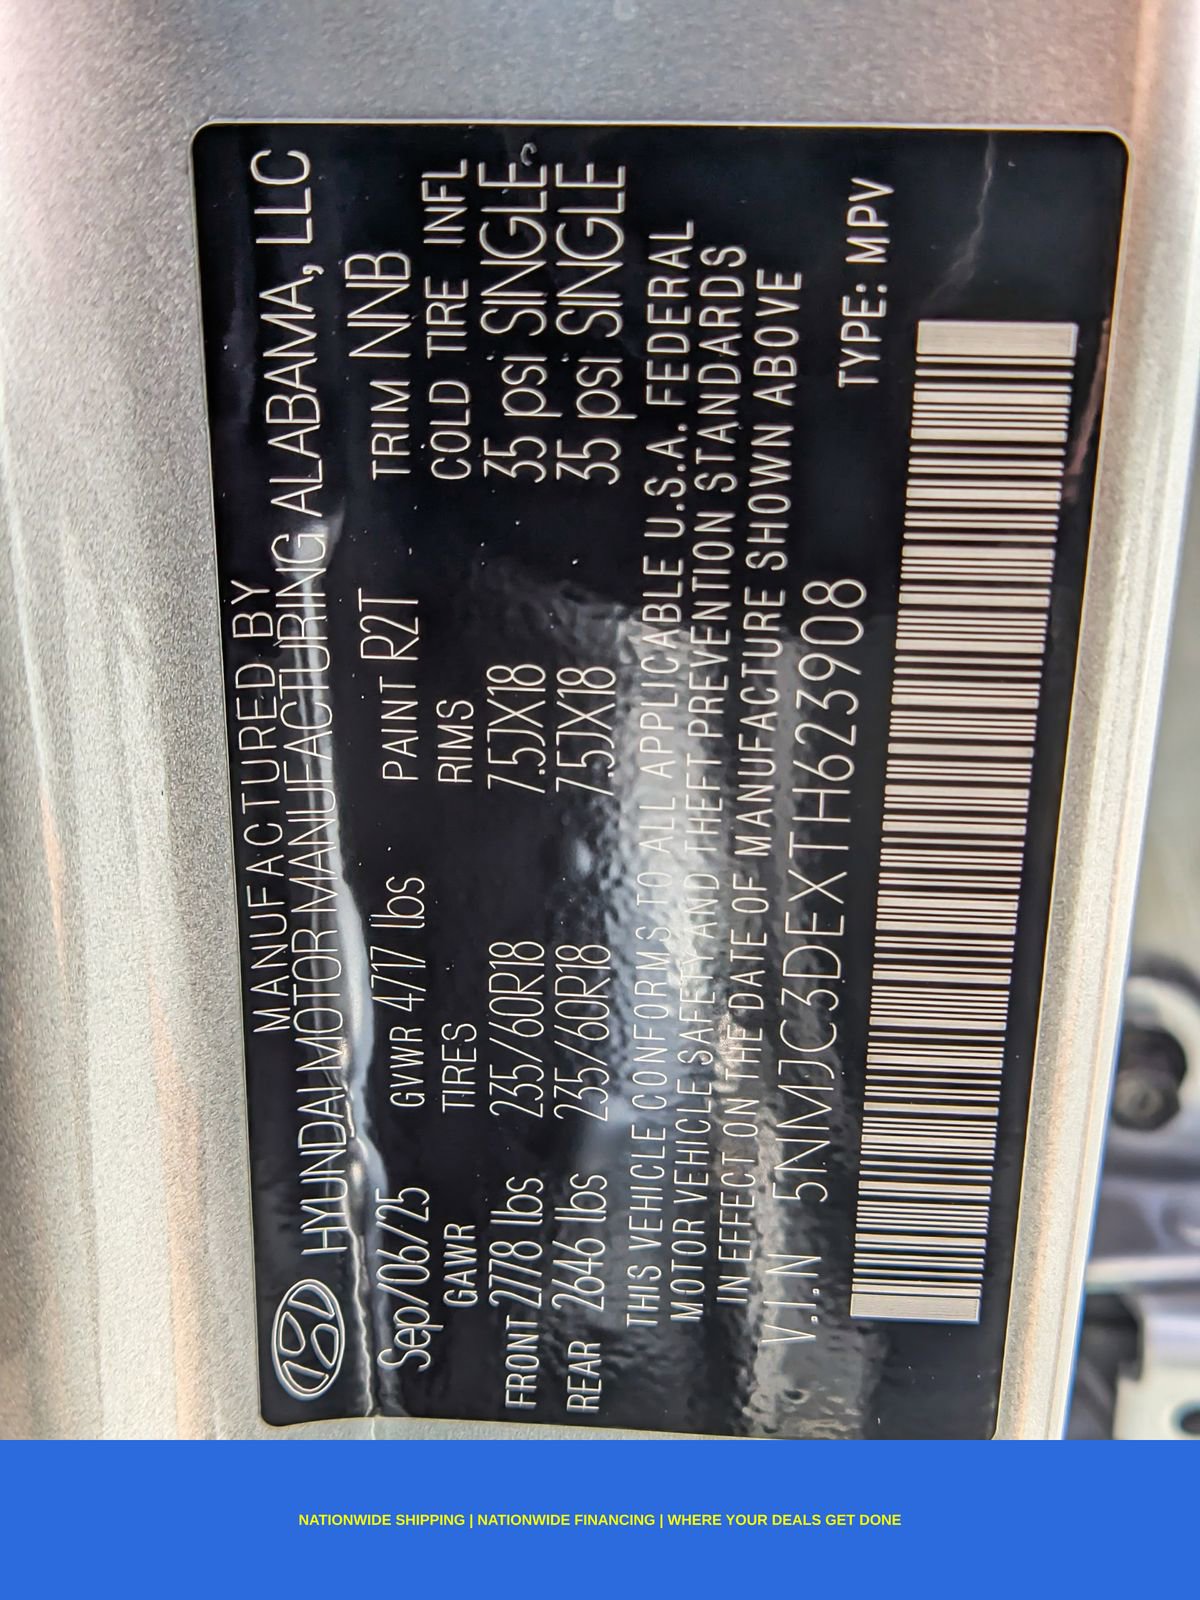 MANUFACTURED BY
HYUNDAI MOTOR MANUFACTURING ALABAMA, LLC
Sep/06/25 GVWR 4717 lbs PAINT R2T TRIM NNB
GAWR TIRES RIMS COLD TIRE INFL
FRONT 2778 lbs 235/60R18 7.5JX18 35 psi SINGLE
REAR 2646 lbs 235/60R18 7.5JX18 35 psi SINGLE
THIS VEHICLE CONFORMS TO ALL APPLICABLE U.S.A. FEDERAL
MOTOR VEHICLE SAFETY AND THEFT PREVENTION STANDARDS
IN EFFECT ON THE DATE OF MANUFACTURE SHOWN ABOVE
V.I.N 5NMJC3DEXTH623908
TYPE: MPV
NATIONWIDE SHIPPING | NATIONWIDE FINANCING | WHERE YOUR DEALS GET DONE